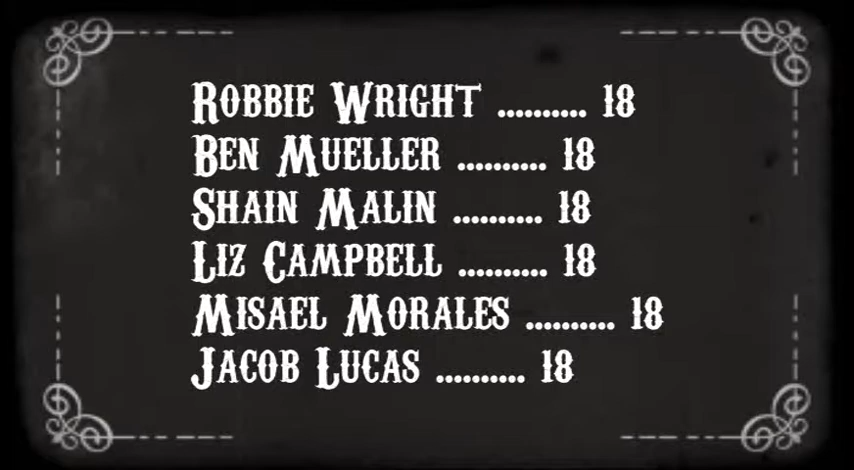 Robbie Wright .......... 18
Ben Mueller .......... 18
Shain Malin .......... 18
Liz Campbell .......... 18
Misael Morales .......... 18
Jacob Lucas .......... 18